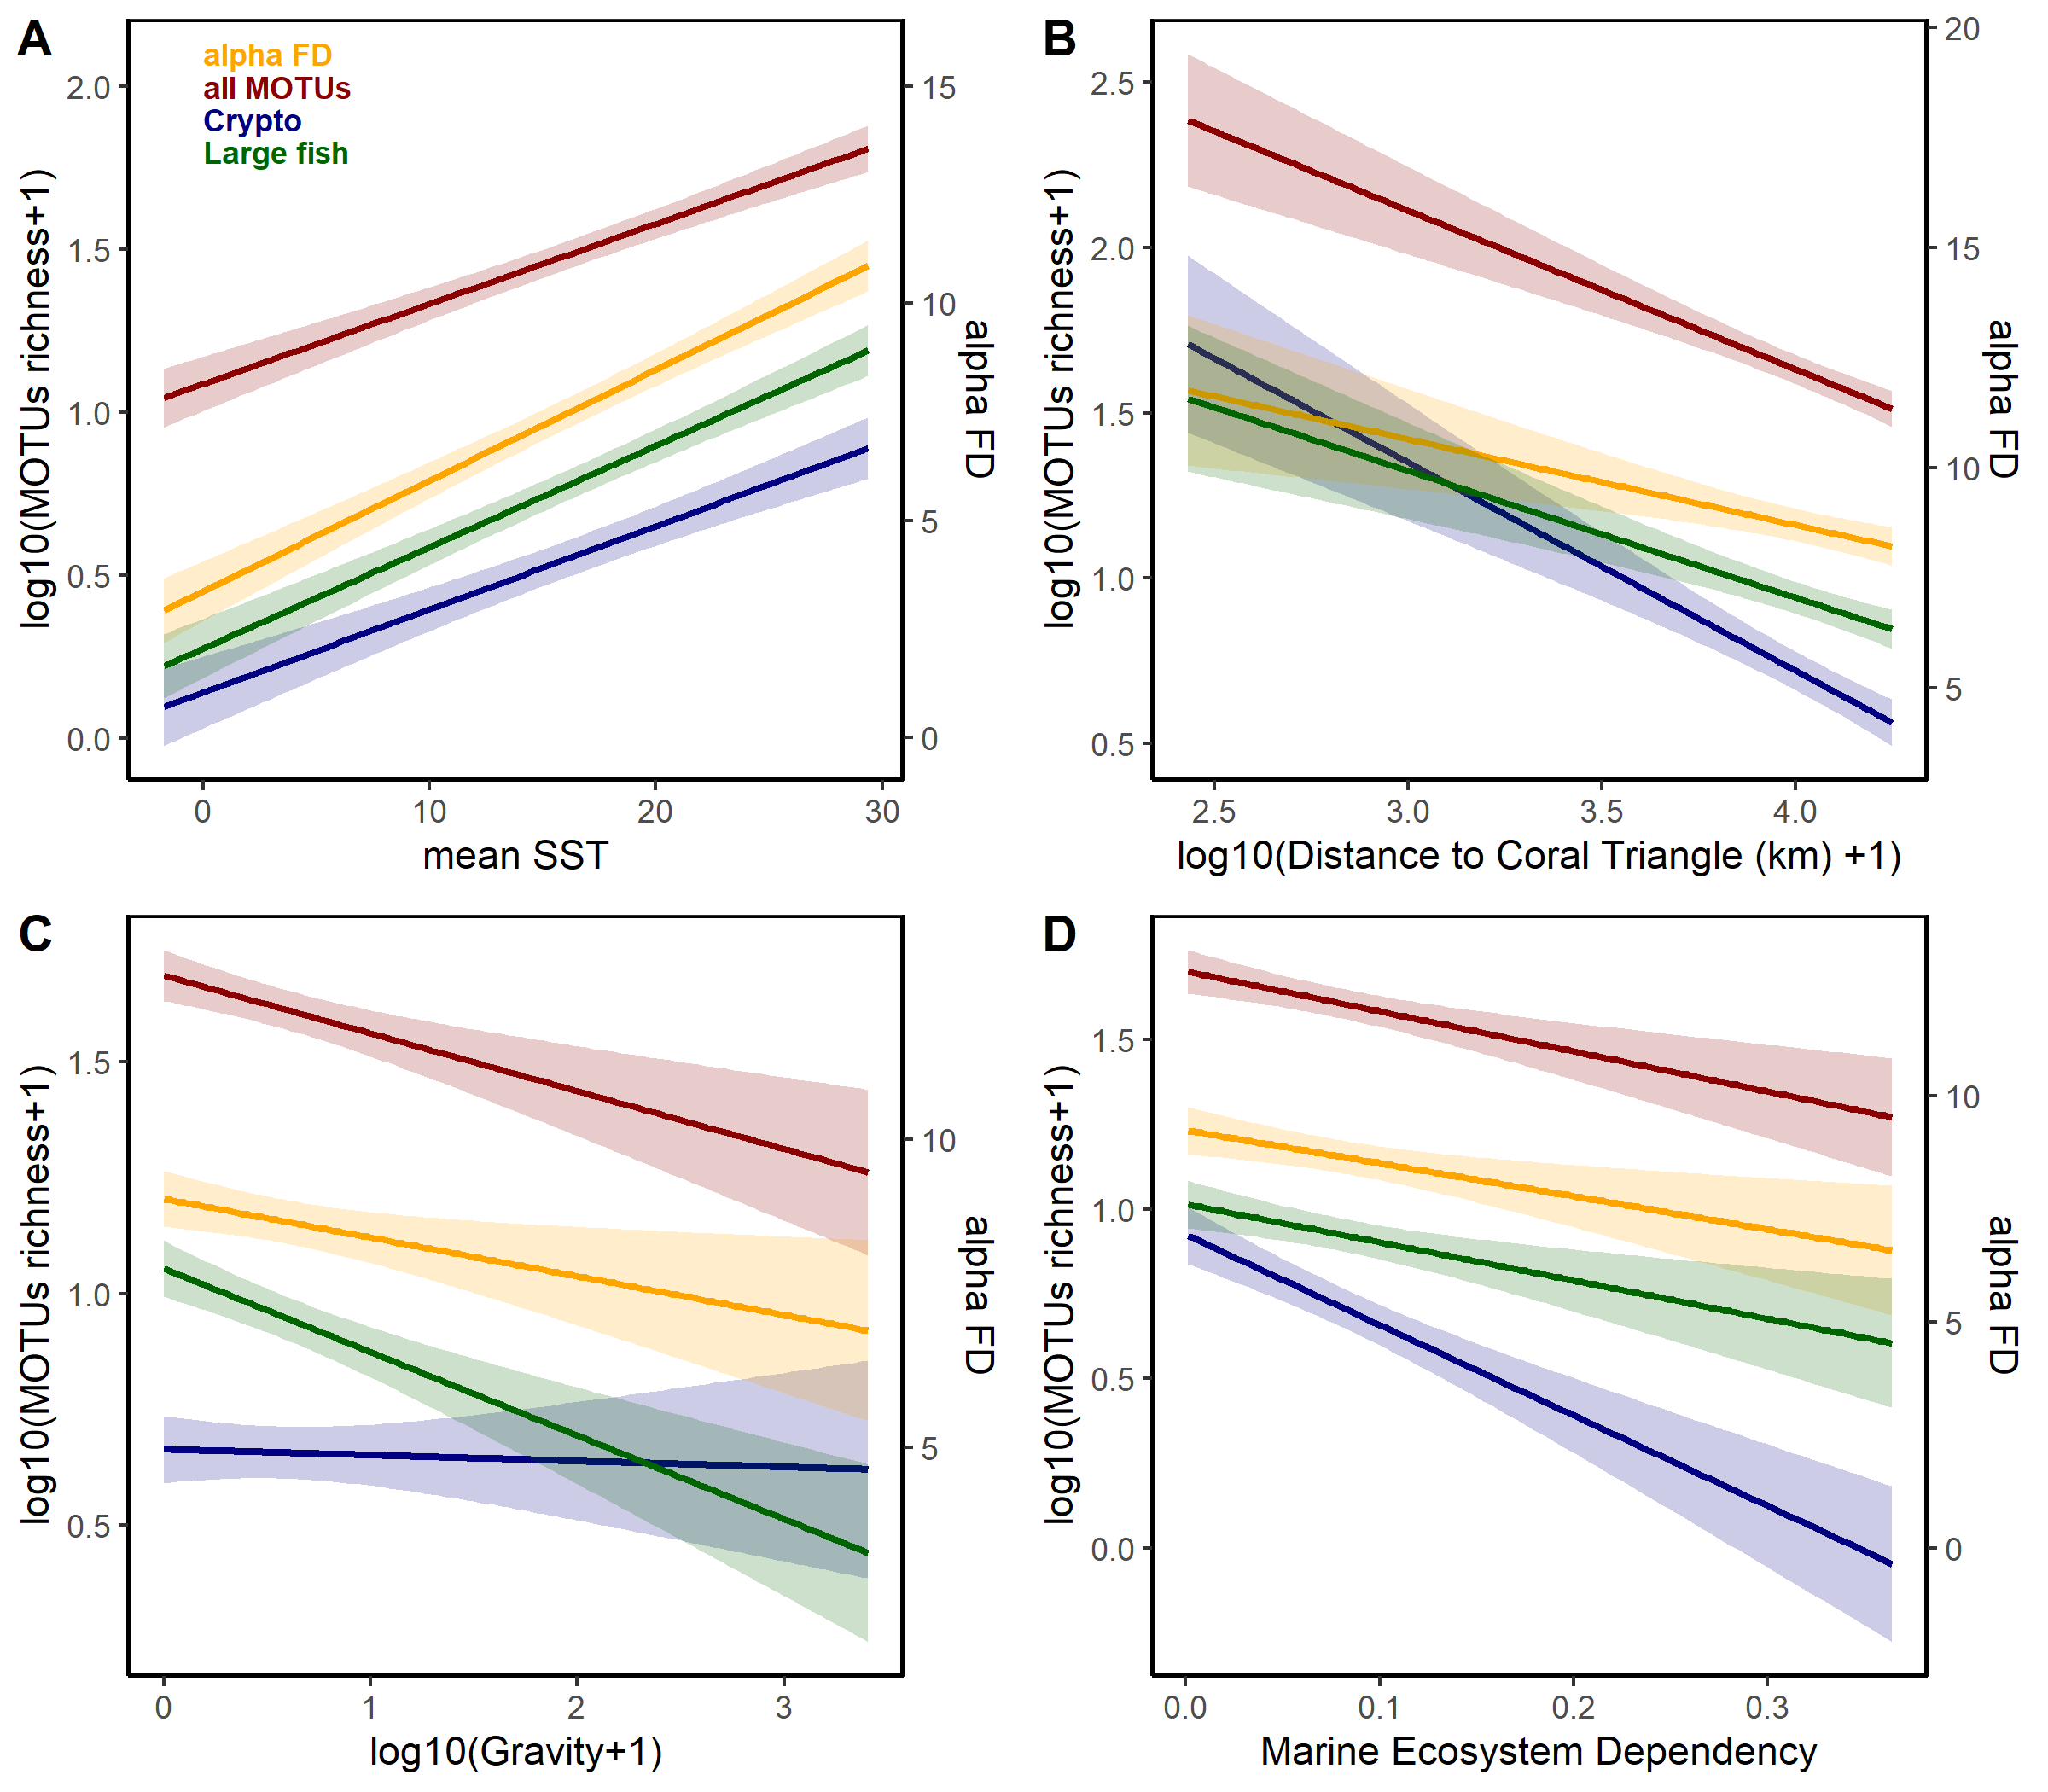 A
alpha FD
all MOTUs
Crypto
Large fish
2.0
1.5
1.0
0.5
0.0
log10(MOTUs richness+1)
15
10
5
0
alpha FD
0 10 20 30
mean SST
B
2.5
2.0
1.5
1.0
0.5
log10(MOTUs richness+1)
20
15
10
5
alpha FD
2.5 3.0 3.5 4.0
log10(Distance to Coral Triangle (km) +1)
C
1.5
1.0
0.5
log10(MOTUs richness+1)
10
5
alpha FD
0 1 2 3
log10(Gravity+1)
D
1.5
1.0
0.5
0.0
log10(MOTUs richness+1)
10
5
0
alpha FD
0.0 0.1 0.2 0.3
Marine Ecosystem Dependency